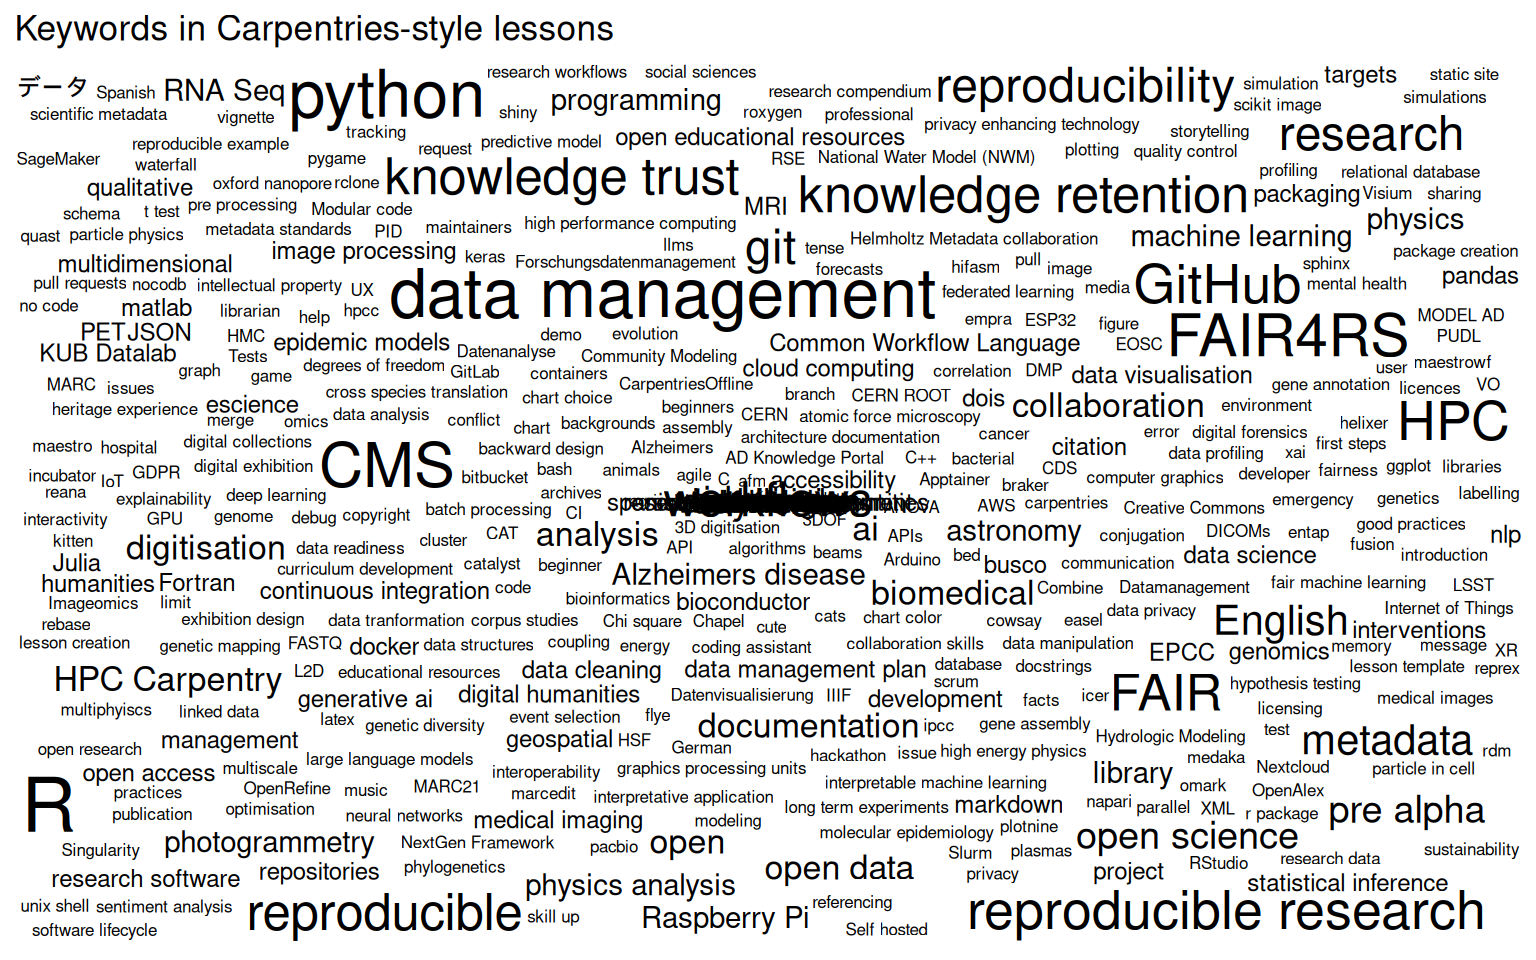 Keywords in Carpentries-style lessons
データ Spanish RNA Seq python research workflows social sciences reproducibility simulation targets static site
scientific metadata vignette shiny programming research compendium scikit image simulations
tracking roxygen professional privacy enhancing technology storytelling research
reproducible example request predictive model open educational resources plotting quality control
SageMaker waterfall pygame knowledge trust RSE National Water Model (NWM) profiling relational database
qualitative oxford nanopore rclone knowledge retention packaging Visium sharing
schema t test pre processing Modular code MRI physics
quast particle physics metadata standards PID maintainers high performance computing git tense Helmholtz Metadata collaboration machine learning package creation
multidimensional image processing keras llms Forschungsdatenmanagement forecasts hifasm pull image sphinx pandas
pull requests nocodb intellectual property UX data management federated learning media GitHub mental health
no code matlab librarian help hpcc empra ESP32 figure FAIR4RS MODEL AD
PETJSON HMC epidemic models demo evolution Common Workflow Language EOSC PUDL
KUB Datalab Tests Datenanalyse Community Modeling cloud computing correlation DMP data visualisation user maestrowf
graph game degrees of freedom GitLab containers CarpentriesOffline gene annotation licences VO
MARC issues cross species translation chart choice branch CERN ROOT dois collaboration environment HPC
heritage experience escience merge omics data analysis conflict chart backgrounds beginners assembly CERN atomic force microscopy helixer
maestro hospital digital collections CMS backward design Alzheimers architecture documentation cancer citation error digital forensics first steps
incubator IoT GDPR digital exhibition bitbucket bash animals AD Knowledge Portal C++ bacterial data profiling xai
reana explainability deep learning archives agile C afm accessibility Apptainer braker CDS computer graphics developer fairness ggplot libraries
interactivity GPU genome debug copyright batch processing CI workflows ANOVA AWS carpentries Creative Commons emergency genetics labelling
kitten digitisation data readiness cluster CAT analysis 3D digitisation 3DOF ai APIs astronomy conjugation DICOMs entap good practices nlp
Julia curriculum development catalyst beginner API algorithms beams Arduino bed busco communication data science fusion introduction
humanities Fortran continuous integration code Alzheimers disease biomedical Combine Datamanagement fair machine learning LSST
Imageomics limit bioinformatics bioconductor data privacy English Internet of Things
rebase exhibition design data tranformation corpus studies Chi square Chapel cute cats chart color cowsay easel interventions
lesson creation genetic mapping FASTQ docker data structures coupling energy coding assistant collaboration skills data manipulation EPCC genomics memory message XR
HPC Carpentry L2D educational resources data cleaning data management plan database docstrings lesson template reprex
generative ai digital humanities Datenvisualisierung IIIF development scrum facts icer FAIR hypothesis testing medical images
multiphyiscs linked data latex genetic diversity event selection flye documentation ipcc gene assembly licensing
open research management geospatial HSF German hackathon issue high energy physics Hydrologic Modeling test metadata rdm
open access multiscale large language models interoperability graphics processing units interpretable machine learning library medaka Nextcloud particle in cell
R practices OpenRefine music MARC21 marcedit interpretative application long term experiments markdown omark OpenAlex
publication optimisation neural networks medical imaging modeling napari parallel XML r package pre alpha
Singularity photogrammetry NextGen Framework pacbio open molecular epidemiology plotnine open science sustainability
research software repositories phylogenetics open data Slurm plasmas project RStudio research data
physics analysis privacy statistical inference
unix shell sentiment analysis reproducible skill up Raspberry Pi referencing reproducible research
software lifecycle Self hosted